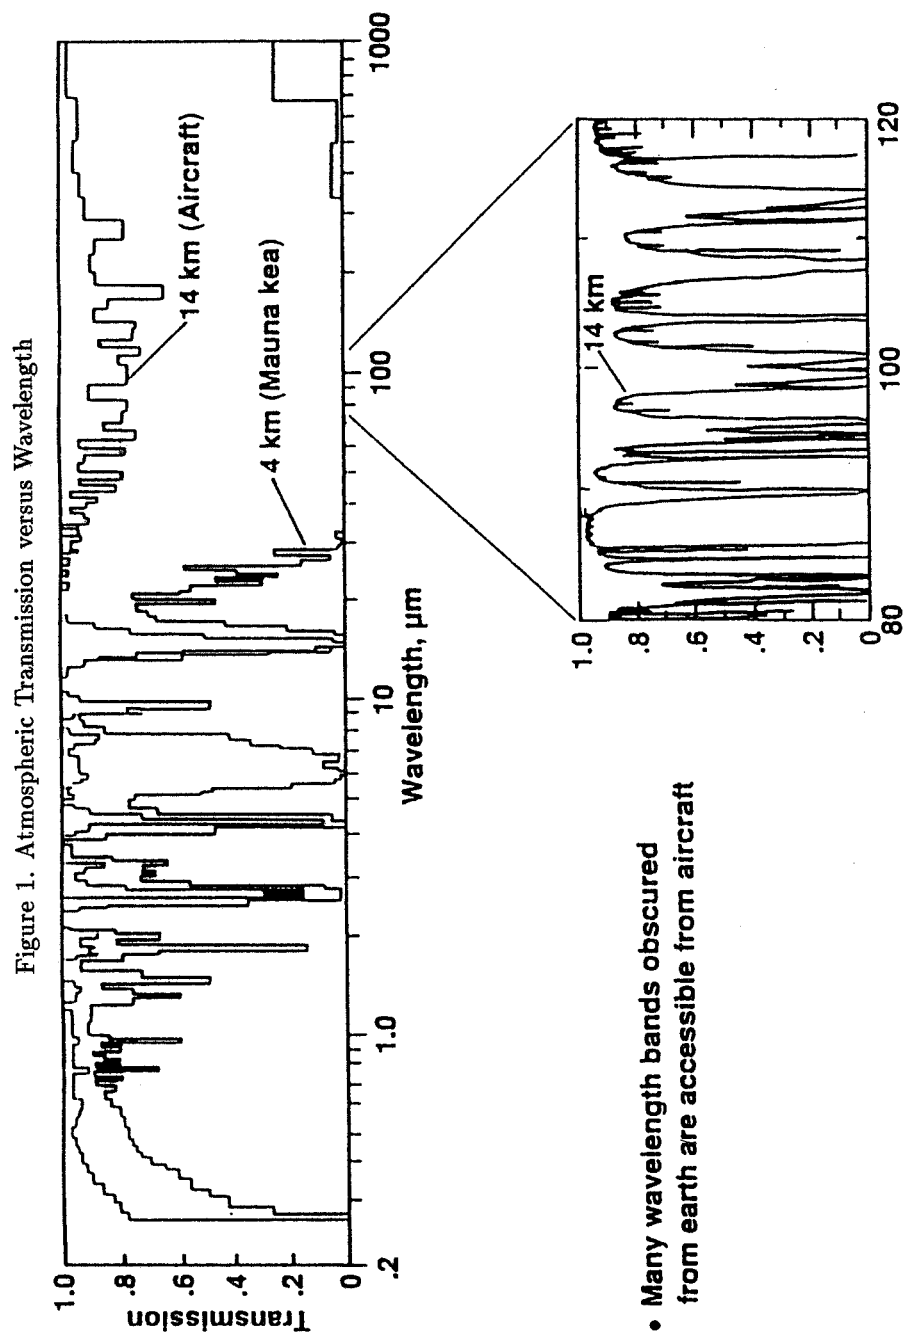 Figure 1. Atmospheric Transmission versus Wavelength
Transmission
1.0
.8
.6
.4
.2
0
.2
1.0
10
100
1000
Wavelength, µm
14 km (Aircraft)
4 km (Mauna kea)
• Many wavelength bands obscured
from earth are accessible from aircraft
1.0
.8
.6
.4
.2
0
80
100
120
14 km